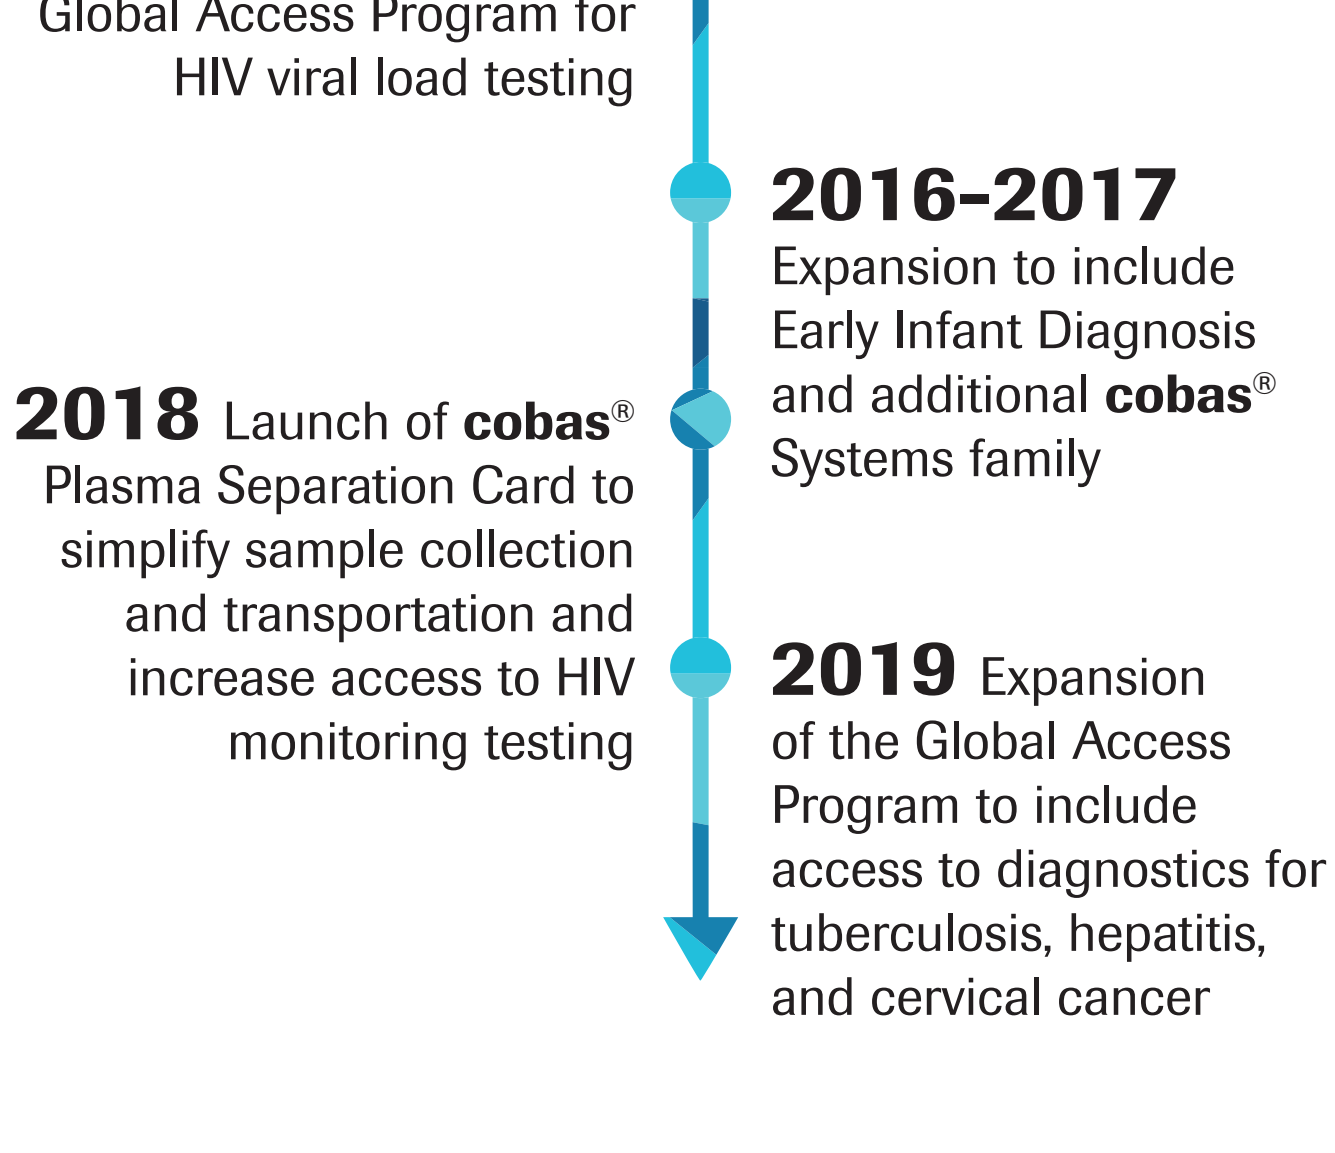 Global Access Program for
HIV viral load testing
2016–2017
Expansion to include
Early Infant Diagnosis
and additional cobas®
Systems family
2018 Launch of cobas®
Plasma Separation Card to
simplify sample collection
and transportation and
increase access to HIV
monitoring testing
2019 Expansion
of the Global Access
Program to include
access to diagnostics for
tuberculosis, hepatitis,
and cervical cancer